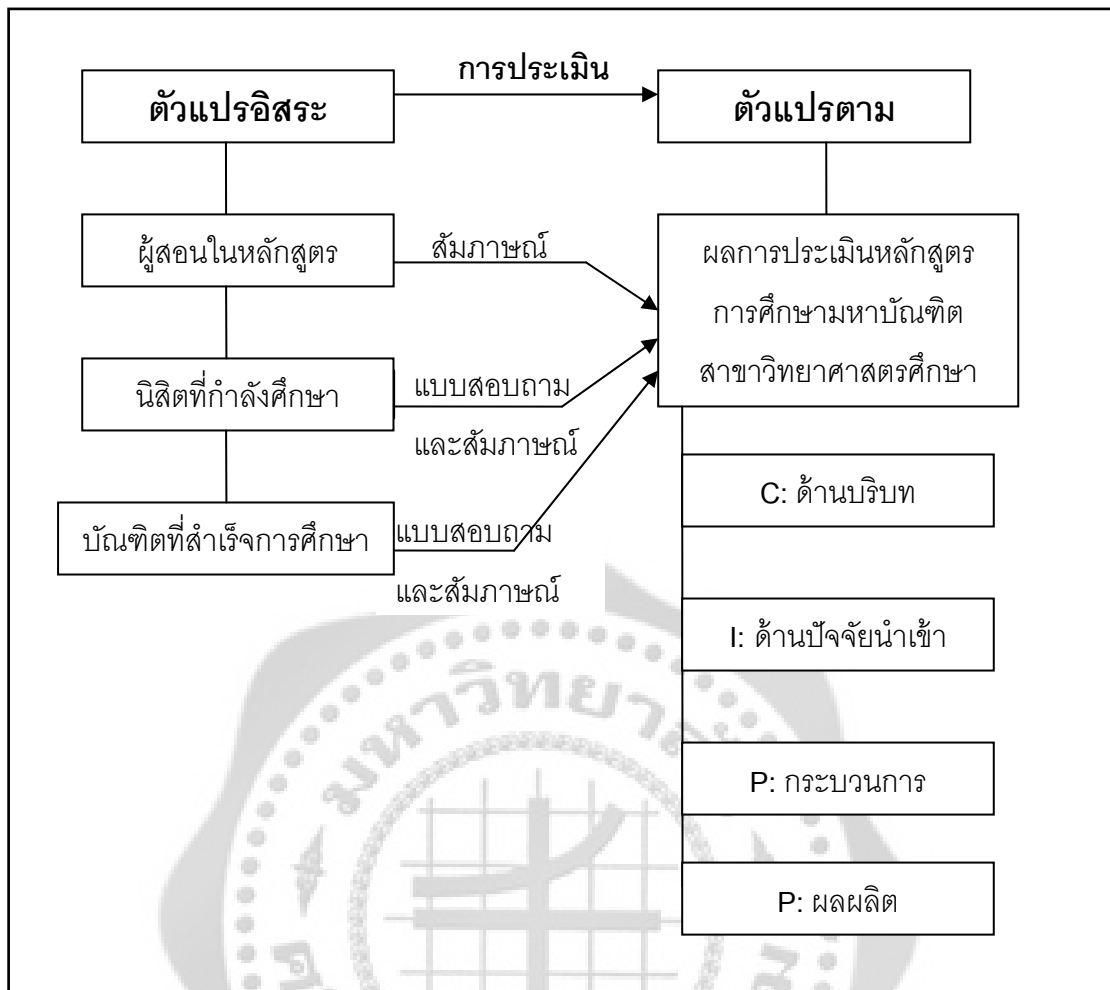 การประเมิน
ตัวแปรอิสระ
ตัวแปรตาม
ผู้สอนในหลักสูตร
สัมภาษณ์
ผลการประเมินหลักสูตร
การศึกษามหาบัณฑิต
สาขาวิทยาศาสตรศึกษา
นิสิตที่กำลังศึกษา
แบบสอบถาม
และสัมภาษณ์
บัณฑิตที่สำเร็จการศึกษา
แบบสอบถาม
และสัมภาษณ์
C: ด้านบริบท
I: ด้านปัจจัยนำเข้า
P: กระบวนการ
P: ผลผลิต